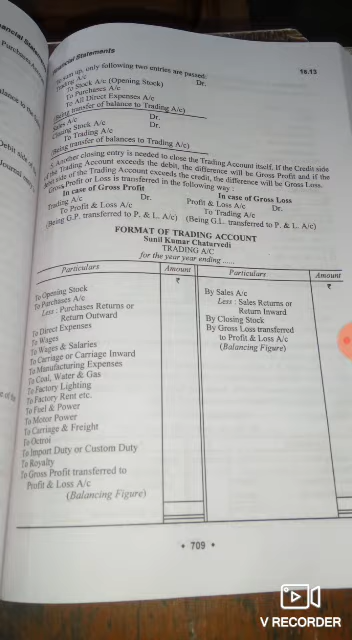 Financial Statements
18.13
To sum up, only following two entries are passed:
Trading A/c Dr.
To Stock A/c (Opening Stock)
To Purchases A/c
To All Direct Expenses A/c
(Being transfer of balance to Trading A/c)
Sales A/c Dr.
Closing Stock A/c Dr.
To Trading A/c
(Being transfer of balances to Trading A/c)
5. Another closing entry is needed to close the Trading Account itself. If the Credit side
of the Trading Account exceeds the debit, the difference will be Gross Profit and if the
side of the Trading Account exceeds the credit, the difference will be Gross Loss.
Gross Profit or Loss is transferred in the following way :
In case of Gross Profit
Trading A/c Dr.
To Profit & Loss A/c
(Being G.P. transferred to P. & L. A/c)
In case of Gross Loss
Profit & Loss A/c Dr.
To Trading A/c
(Being G.L. transferred to P. & L. A/c)
FORMAT OF TRADING ACCOUNT
Sunil Kumar Chaturvedi
TRADING A/C
for the year year ending ......
Particulars Amount Particulars Amount
₹ ₹
To Opening Stock
To Purchases A/c
Less : Purchases Returns or
Return Outward
To Direct Expenses
To Wages
To Wages & Salaries
To Carriage or Carriage Inward
To Manufacturing Expenses
To Coal, Water & Gas
To Factory Lighting
To Factory Rent etc.
To Fuel & Power
To Motor Power
To Carriage & Freight
To Octroi
To Import Duty or Custom Duty
To Royalty
To Gross Profit transferred to
Profit & Loss A/c
(Balancing Figure)
By Sales A/c
Less : Sales Returns or
Return Inward
By Closing Stock
By Gross Loss transferred
to Profit & Loss A/c
(Balancing Figure)
• 709 •
V RECORDER